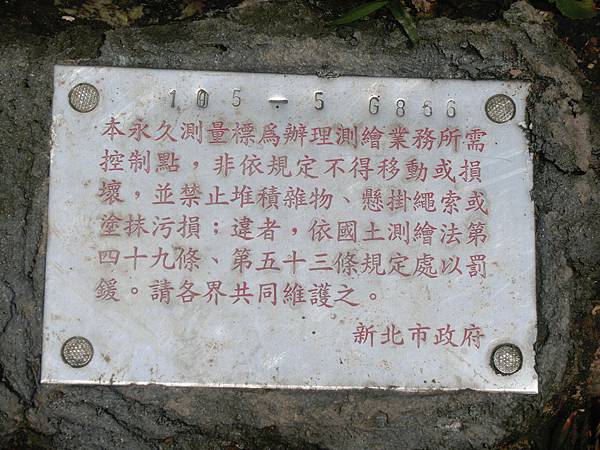 105-5 G866
本永久測量標為辦理測繪業務所需
控制點，非依規定不得移動或損
壞，並禁止堆積雜物、懸掛繩索或
塗抹污損；違者，依國土測繪法第
四十九條、第五十三條規定處以罰
鍰。請各界共同維護之。
新北市政府